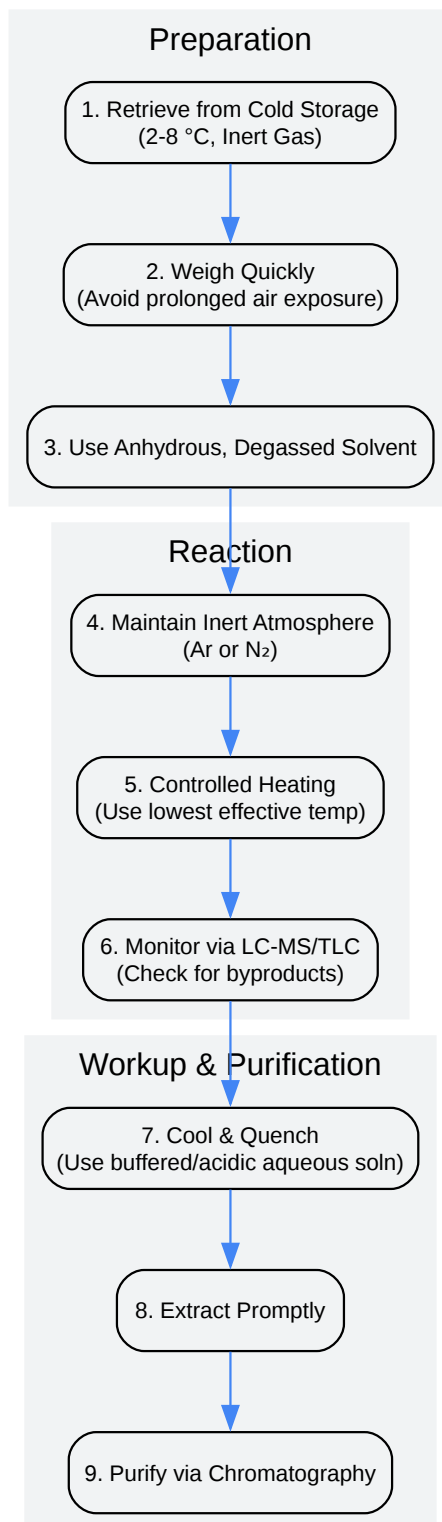 Preparation
1. Retrieve from Cold Storage
(2-8 °C, Inert Gas)
2. Weigh Quickly
(Avoid prolonged air exposure)
3. Use Anhydrous, Degassed Solvent
Reaction
4. Maintain Inert Atmosphere
(Ar or N₂)
5. Controlled Heating
(Use lowest effective temp)
6. Monitor via LC-MS/TLC
(Check for byproducts)
Workup & Purification
7. Cool & Quench
(Use buffered/acidic aqueous soln)
8. Extract Promptly
9. Purify via Chromatography